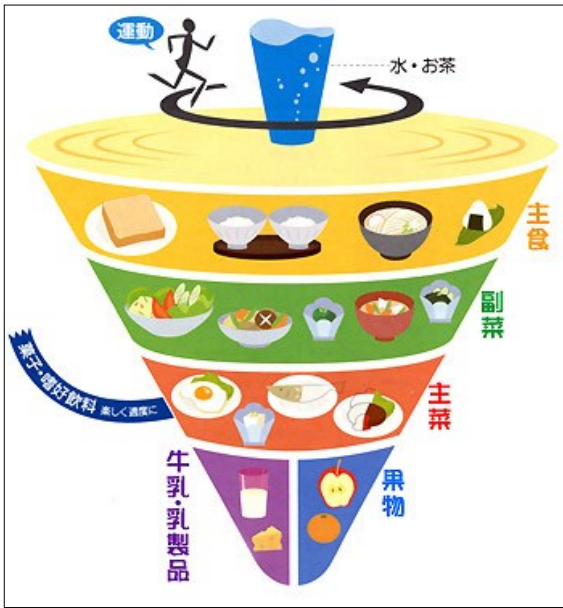 運動
水・お茶
主食
副菜
主菜
菓子・嗜好飲料 楽しく適度に
牛乳・乳製品
果物